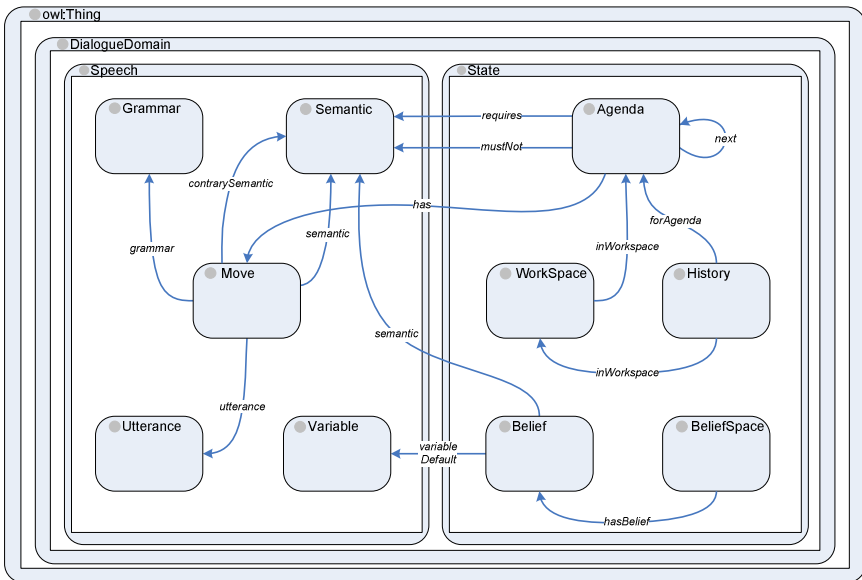 owl:Thing
DialogueDomain
Speech
State
Grammar
Semantic
Agenda
requires
mustNot
next
contrarySemantic
has
semantic
grammar
forAgenda
inWorkspace
Move
WorkSpace
History
semantic
inWorkspace
utterance
Utterance
Variable
variable
Default
Belief
BeliefSpace
hasBelief